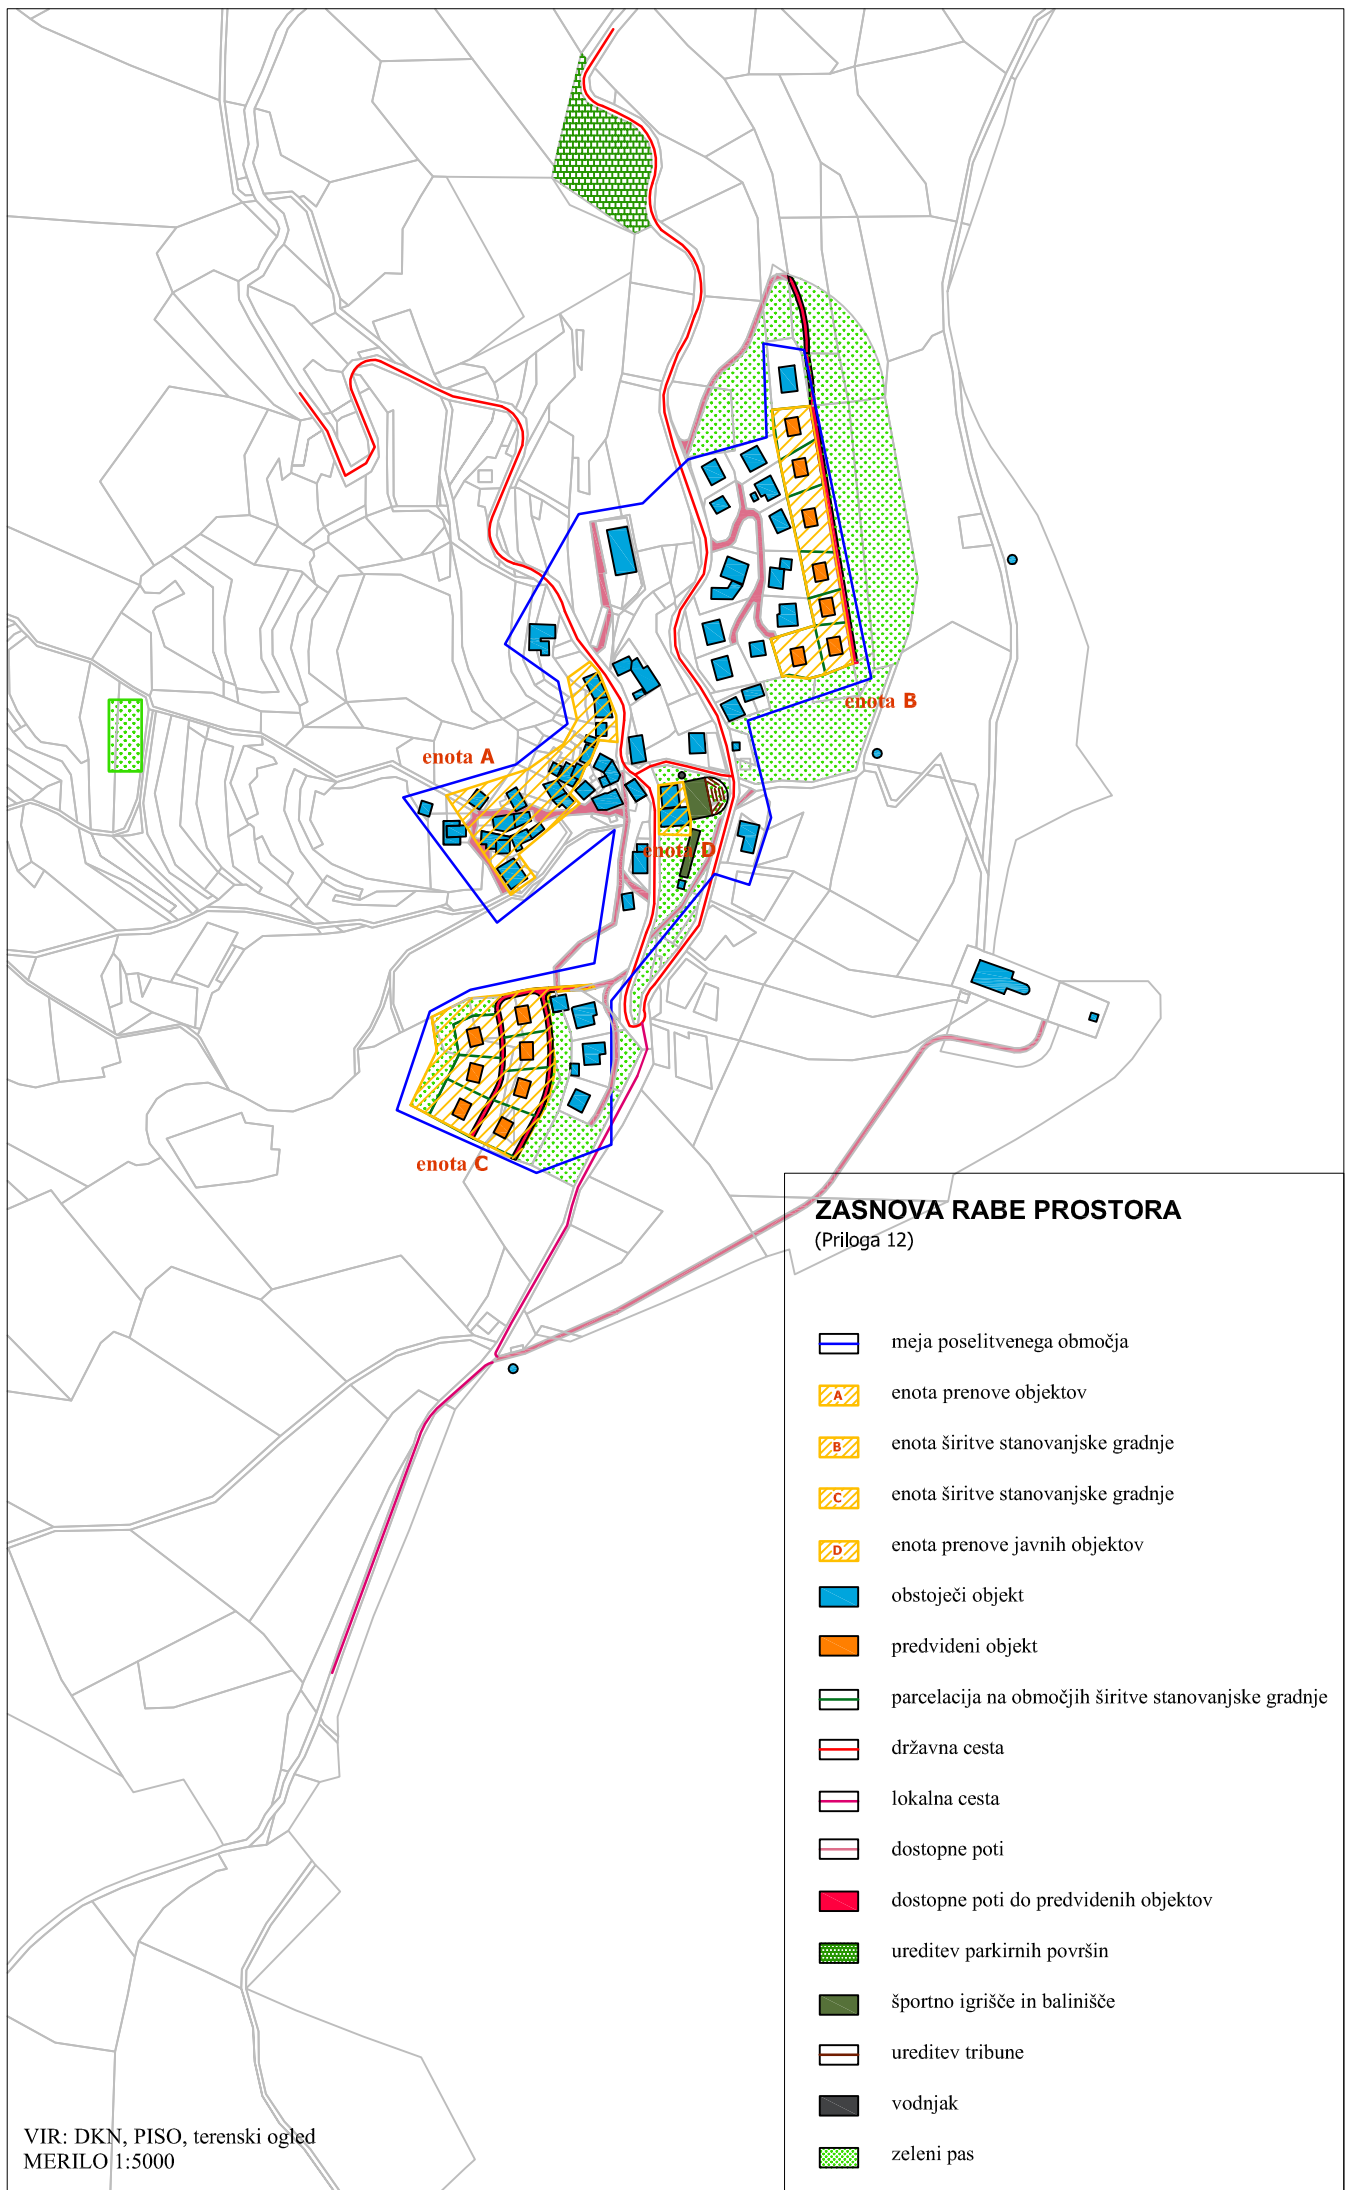 enota B
enota A
enota D
enota C
ZASNOVA RABE PROSTORA
(Priloga 12)
meja poselitvenega območja
A enota prenove objektov
B enota širitve stanovanjske gradnje
C enota širitve stanovanjske gradnje
D enota prenove javnih objektov
obstoječi objekt
predvideni objekt
parcelacija na območjih širitve stanovanjske gradnje
državna cesta
lokalna cesta
dostopne poti
dostopne poti do predvidenih objektov
ureditev parkirnih površin
športno igrišče in balinišče
ureditev tribune
vodnjak
zeleni pas
VIR: DKN, PISO, terenski ogled
MERILO 1:5000